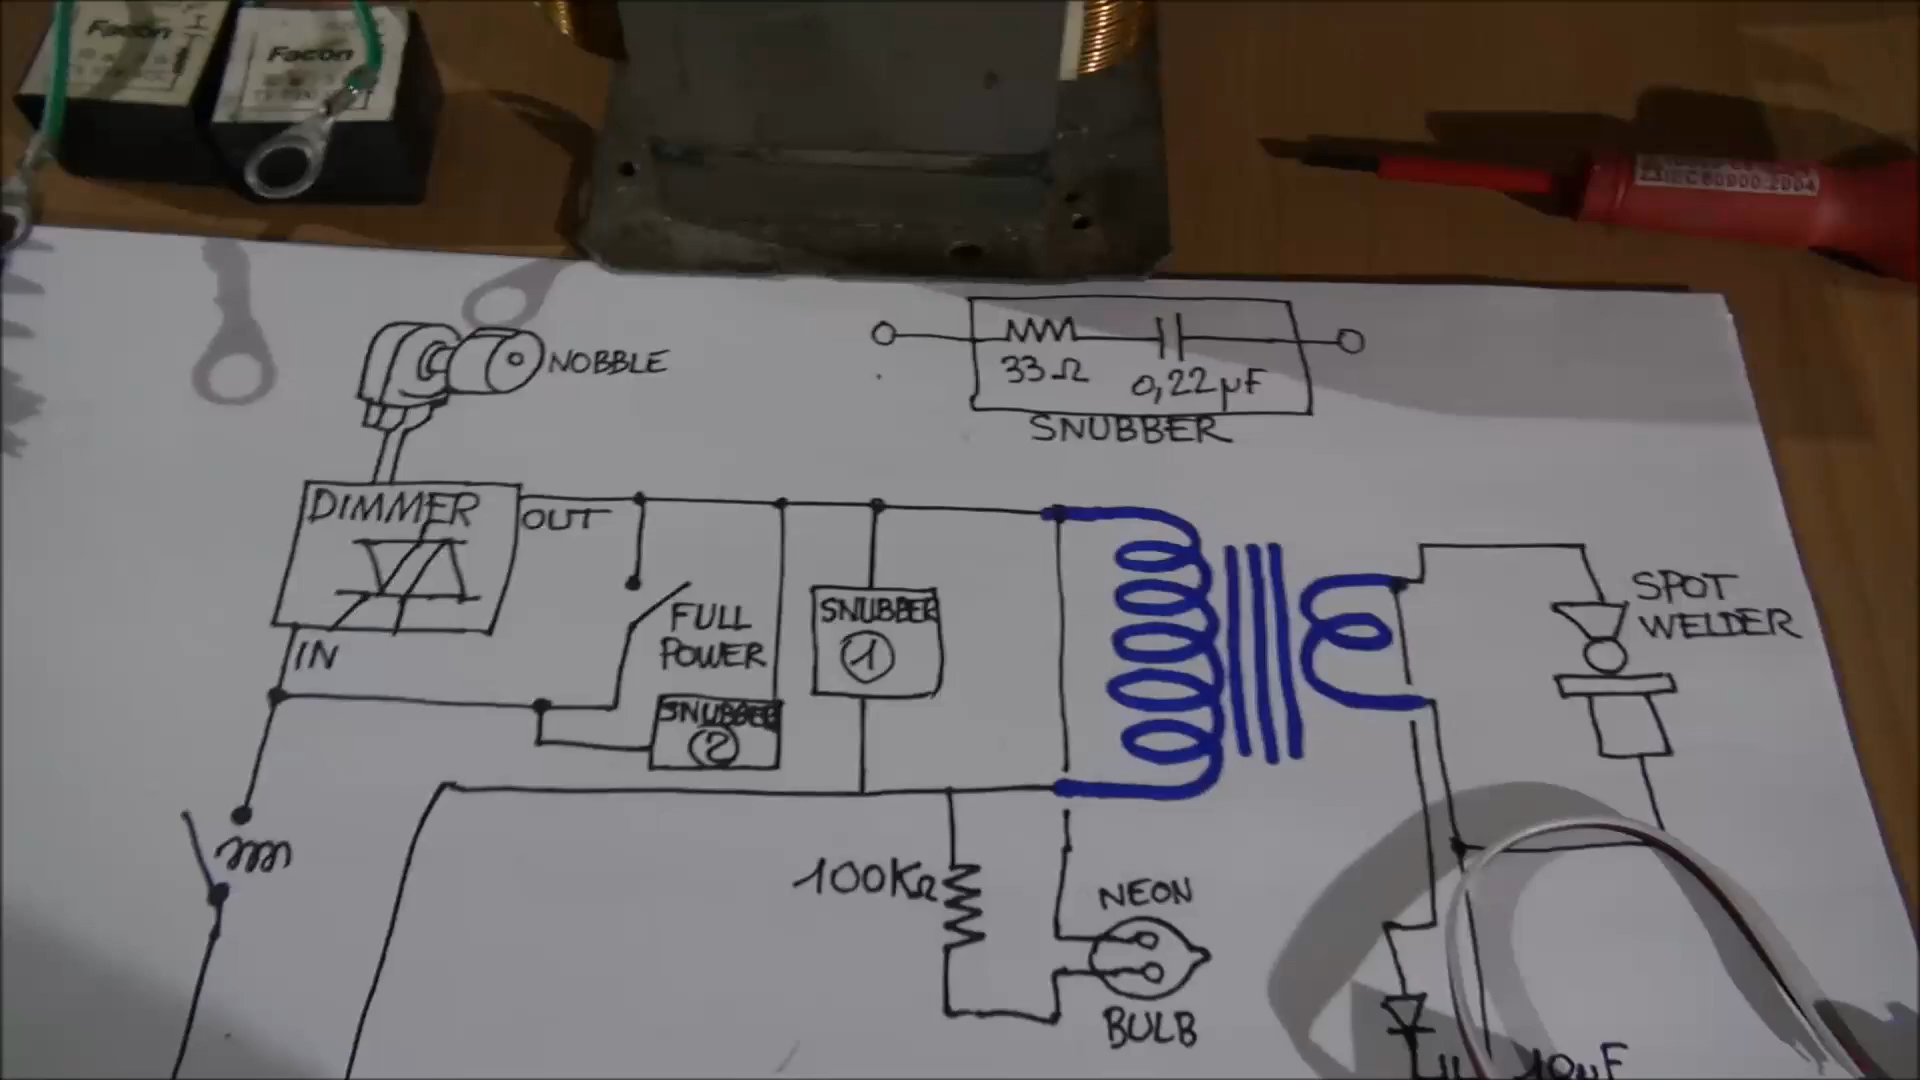 Facon
Facon
NOBBLE
33Ω
0,22µF
SNUBBER
DIMMER
OUT
IN
FULL
POWER
SNUBBER
1
SNUBBER
2
SPOT
WELDER
100KΩ
NEON
BULB
10µF